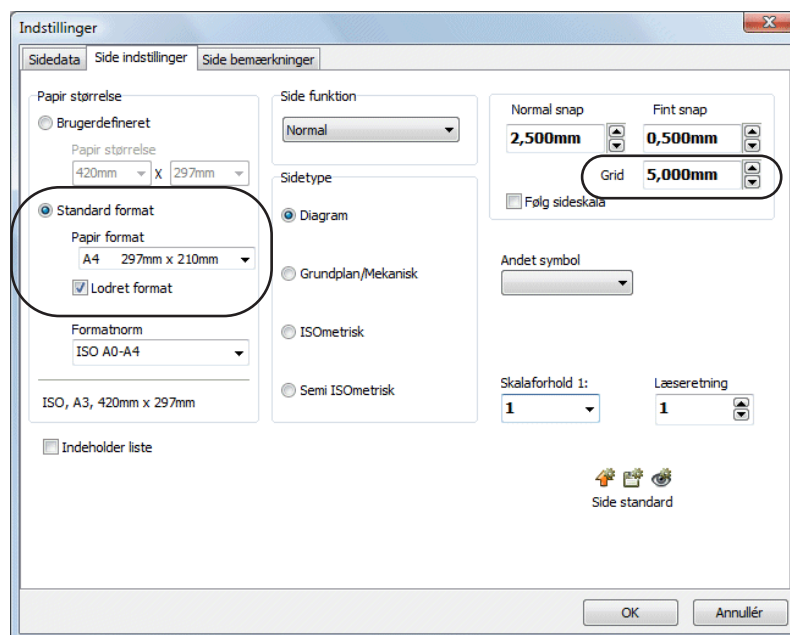 Indstillinger
Sidedata Side indstillinger Side bemærkninger
Papir størrelse
Brugerdefineret
Papir størrelse
420mm X 297mm
Standard format
Papir format
A4 297mm x 210mm
Lodret format
Formatnorm
ISO A0-A4
ISO, A3, 420mm x 297mm
Indeholder liste
Side funktion
Normal
Sidetype
Diagram
Grundplan/Mekanisk
ISOmetrisk
Semi ISOmetrisk
Normal snap Fint snap
2,500mm 0,500mm
Grid 5,000mm
Følg sideskala
Andet symbol
Skalaforhold 1: Læseretning
1 1
Side standard
OK Annullér